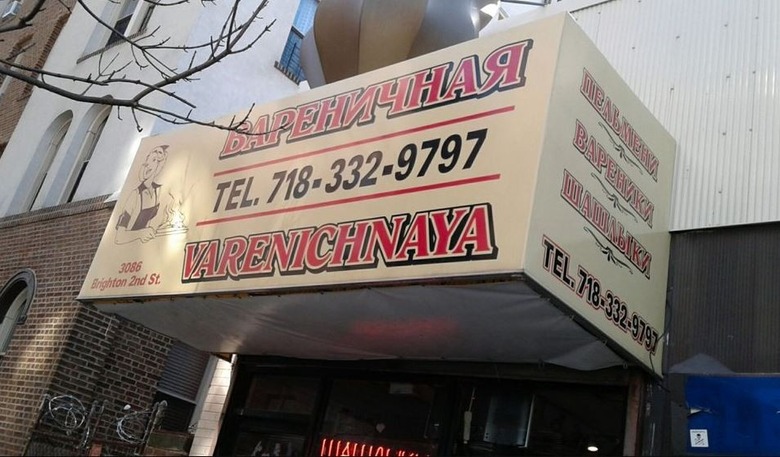 ВАРЕНИЧНАЯ
TEL. 718-332-9797
VARENICHNAYA
3086
Brighton 2nd St.
ПЕЛЬМЕНИ
ВАРЕНИКИ
ШАШЛЫКИ
TEL. 718-332-9797